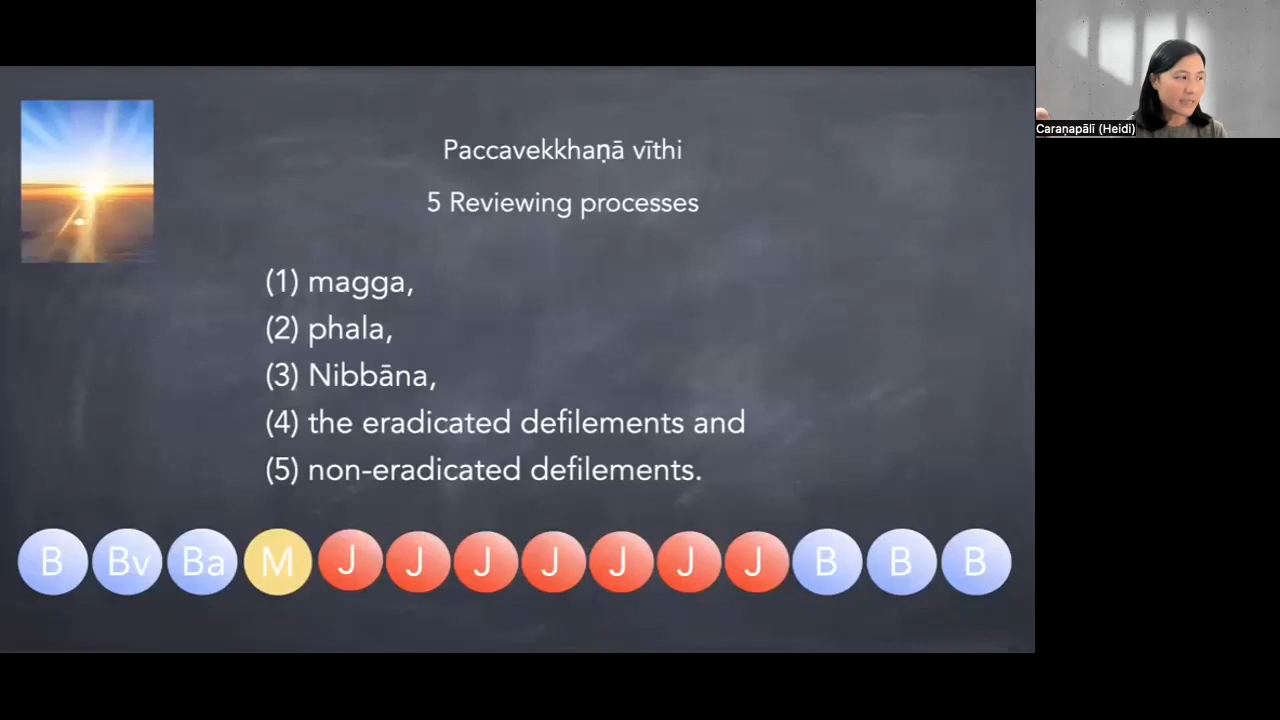 Paccavekkhaṇā vīthi
5 Reviewing processes
(1) magga,
(2) phala,
(3) Nibbāna,
(4) the eradicated defilements and
(5) non-eradicated defilements.
B Bv Ba M J J J J J J J B B B
Caraṇapālī (Heidi)